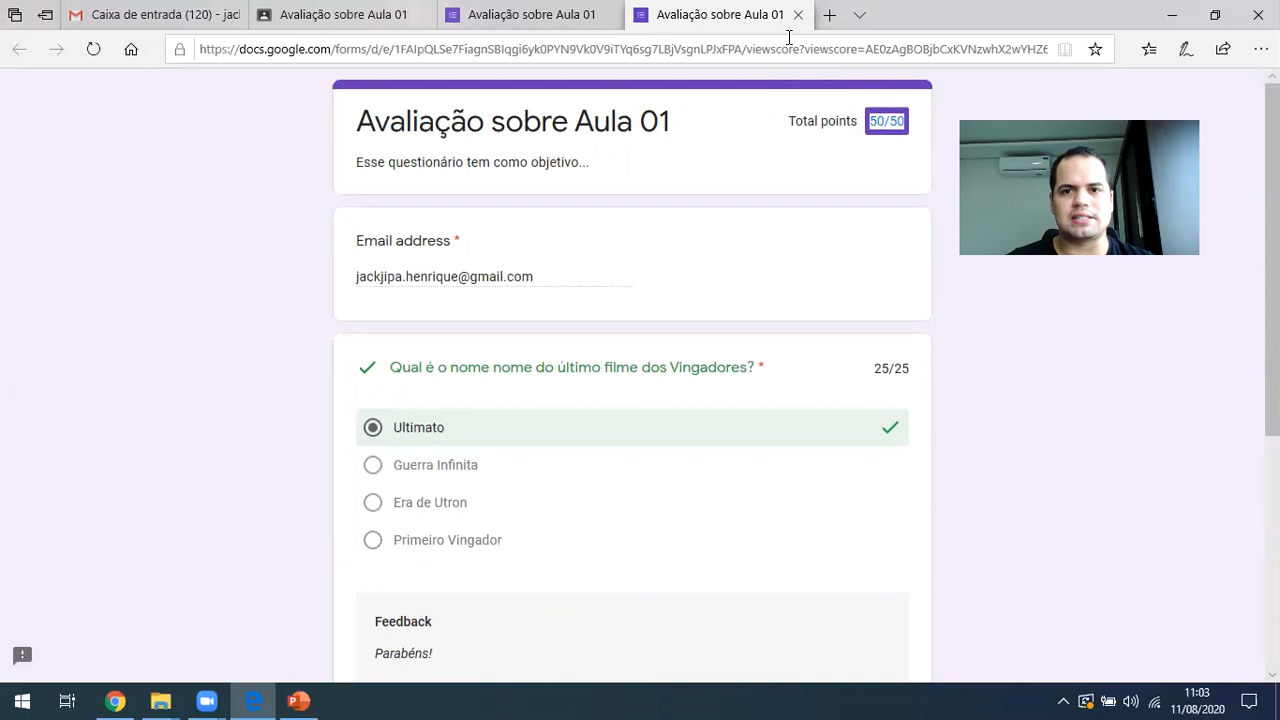 Caixa de entrada (120) - jack
Avaliação sobre Aula 01
Avaliação sobre Aula 01
Avaliação sobre Aula 01
https://docs.google.com/forms/d/e/1FAIpQLSe7FiagnSBIqgi6yk0PYN9Vk0V9iTYq6sg7LBjVsgnLPJxFPA/viewscore?viewscore=AE0zAgBOBjbCxKVNzwhX2wYHZ6
Avaliação sobre Aula 01
Total points 50/50
Esse questionário tem como objetivo...
Email address *
jackjipa.henrique@gmail.com
Qual é o nome nome do último filme dos Vingadores? *
25/25
Ultimato
Guerra Infinita
Era de Utron
Primeiro Vingador
Feedback
Parabéns!
11:03
11/08/2020